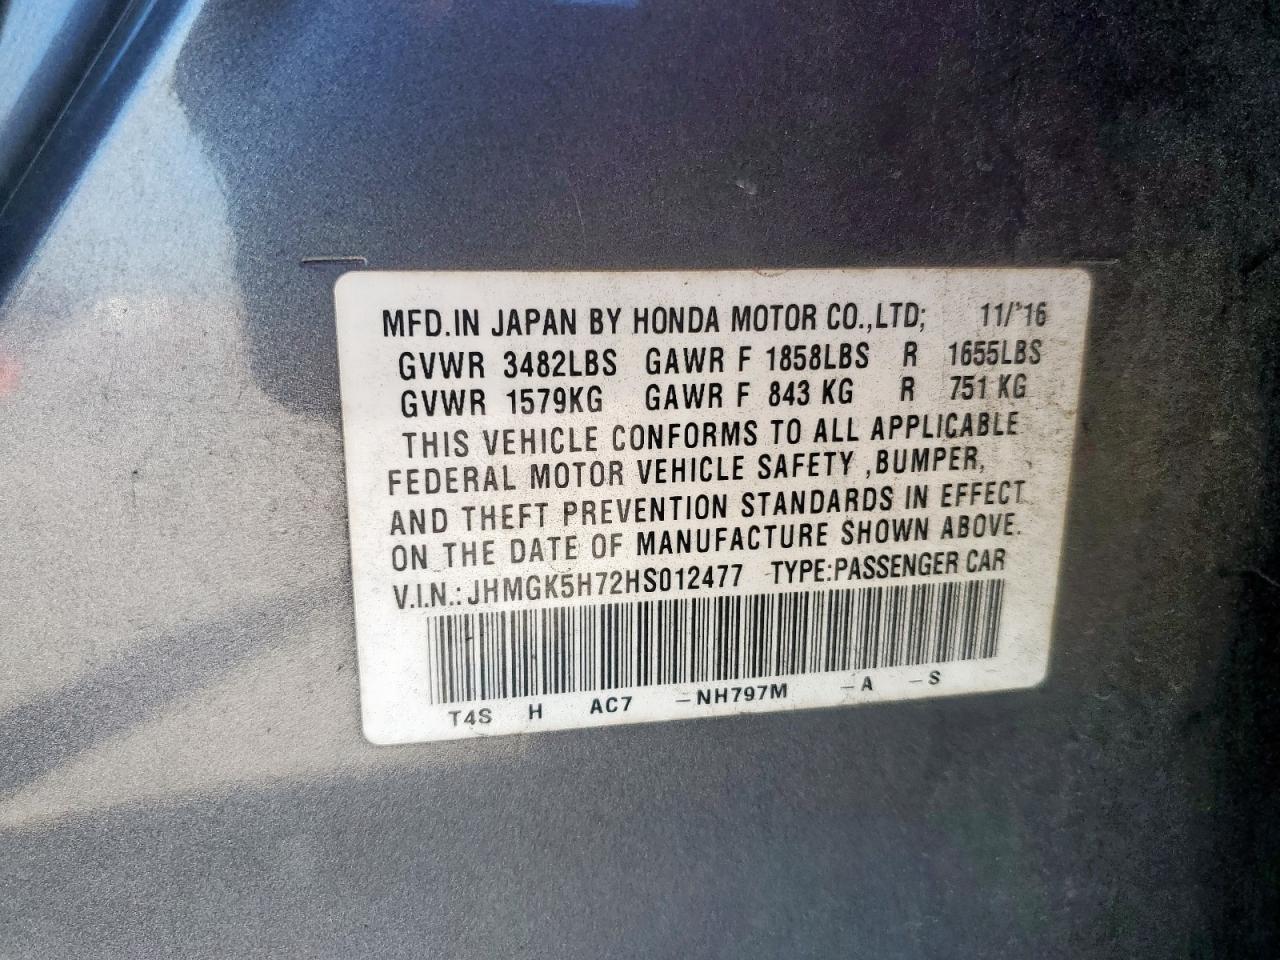 MFD.IN JAPAN BY HONDA MOTOR CO.,LTD; 11/'16
GVWR 3482LBS GAWR F 1858LBS R 1655LBS
GVWR 1579KG GAWR F 843 KG R 751 KG
THIS VEHICLE CONFORMS TO ALL APPLICABLE
FEDERAL MOTOR VEHICLE SAFETY ,BUMPER,
AND THEFT PREVENTION STANDARDS IN EFFECT
ON THE DATE OF MANUFACTURE SHOWN ABOVE.
V.I.N.: JHMGK5H72HS012477 TYPE:PASSENGER CAR
T4S H AC7 -NH797M -A -S